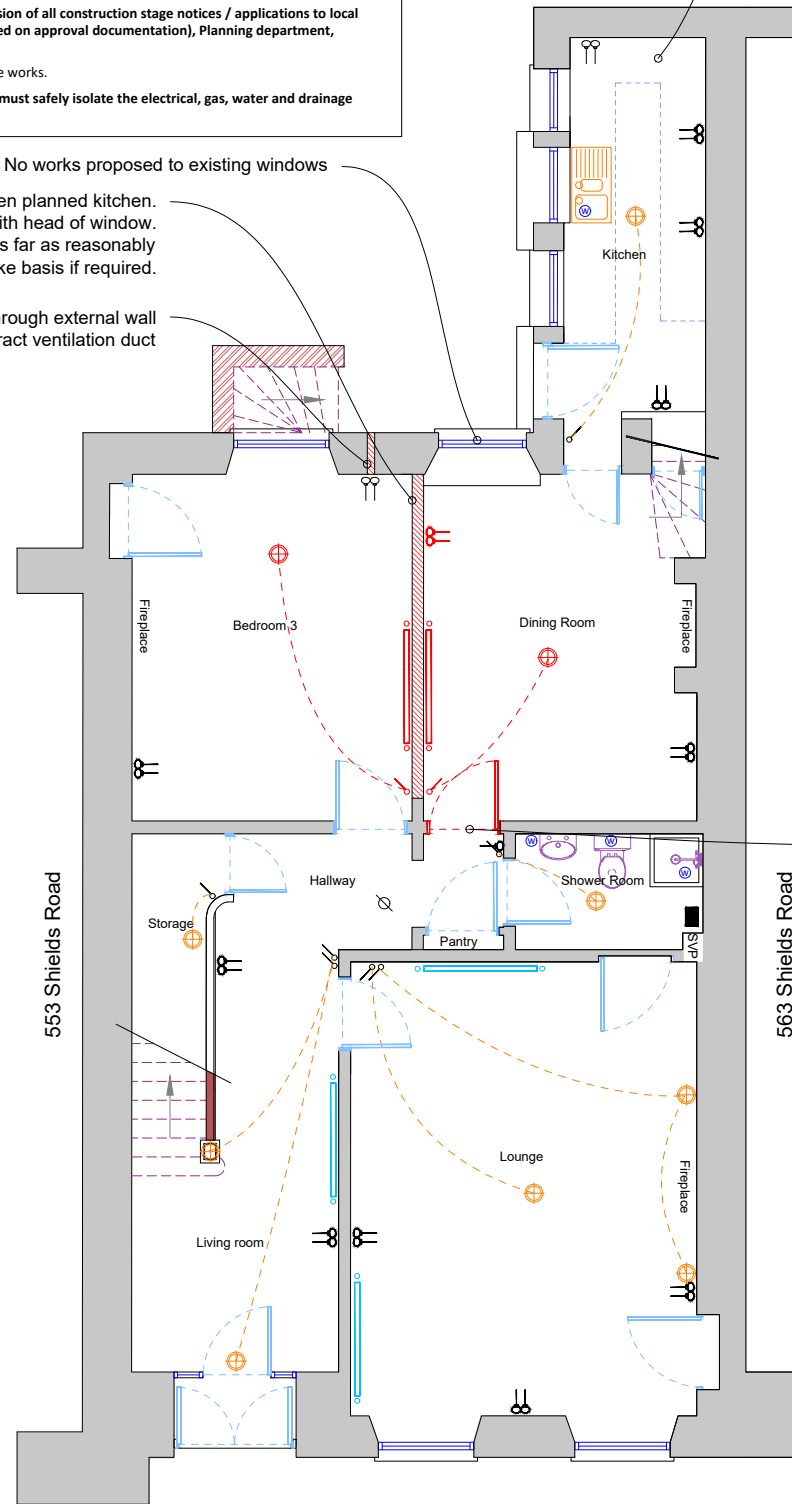 sion of all construction stage notices / applications to local
ed on approval documentation), Planning department,
e works.
must safely isolate the electrical, gas, water and drainage
No works proposed to existing windows
en planned kitchen.
ith head of window.
s far as reasonably
ke basis if required.
rough external wall
ract ventilation duct
Kitchen
W
Fireplace
Bedroom 3
Dining Room
Fireplace
553 Shields Road
563 Shields Road
Hallway
Storage
Pantry
Shower Room
W
W
W
SVP
Lounge
Fireplace
Living room